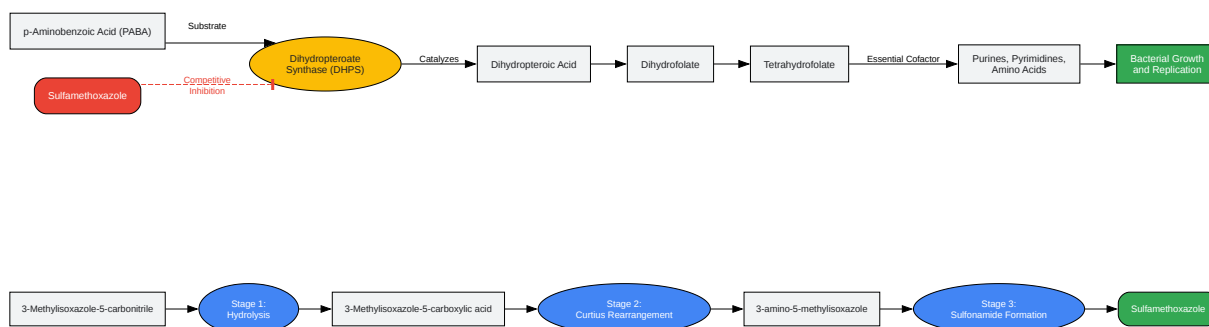 p-Aminobenzoic Acid (PABA)
Substrate
Dihydropteroate
Synthase (DHPS)
Catalyzes
Dihydropteroic Acid
Dihydrofolate
Tetrahydrofolate
Essential Cofactor
Purines, Pyrimidines,
Amino Acids
Bacterial Growth
and Replication
Sulfamethoxazole
Competitive
Inhibition
3-Methylisoxazole-5-carbonitrile
Stage 1:
Hydrolysis
3-Methylisoxazole-5-carboxylic acid
Stage 2:
Curtius Rearrangement
3-amino-5-methylisoxazole
Stage 3:
Sulfonamide Formation
Sulfamethoxazole